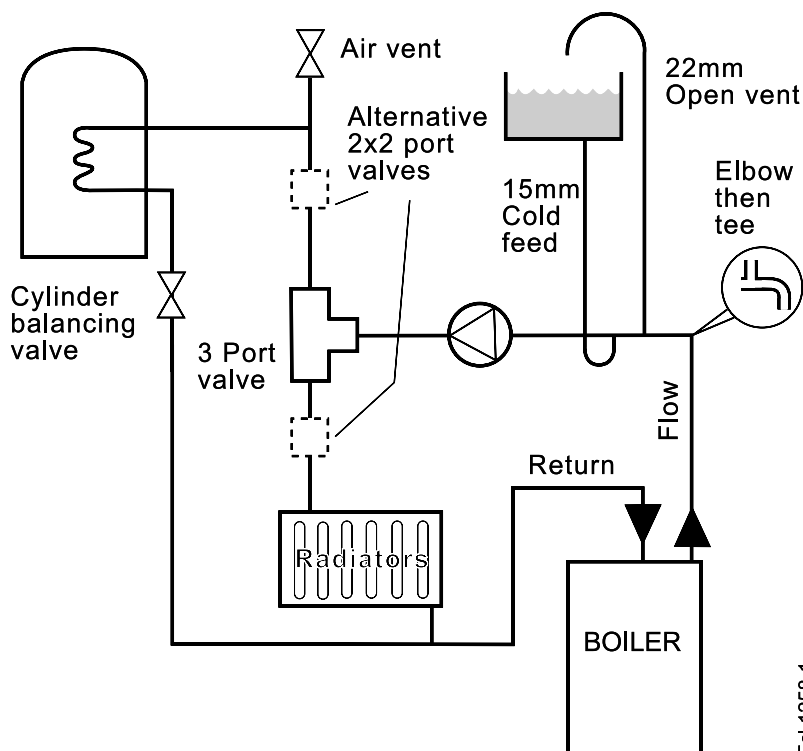 Air vent
22mm
Open vent
Alternative
2x2 port
valves
Elbow
then
tee
15mm
Cold
feed
Cylinder
balancing
valve
3 Port
valve
Flow
Return
Radiators
BOILER